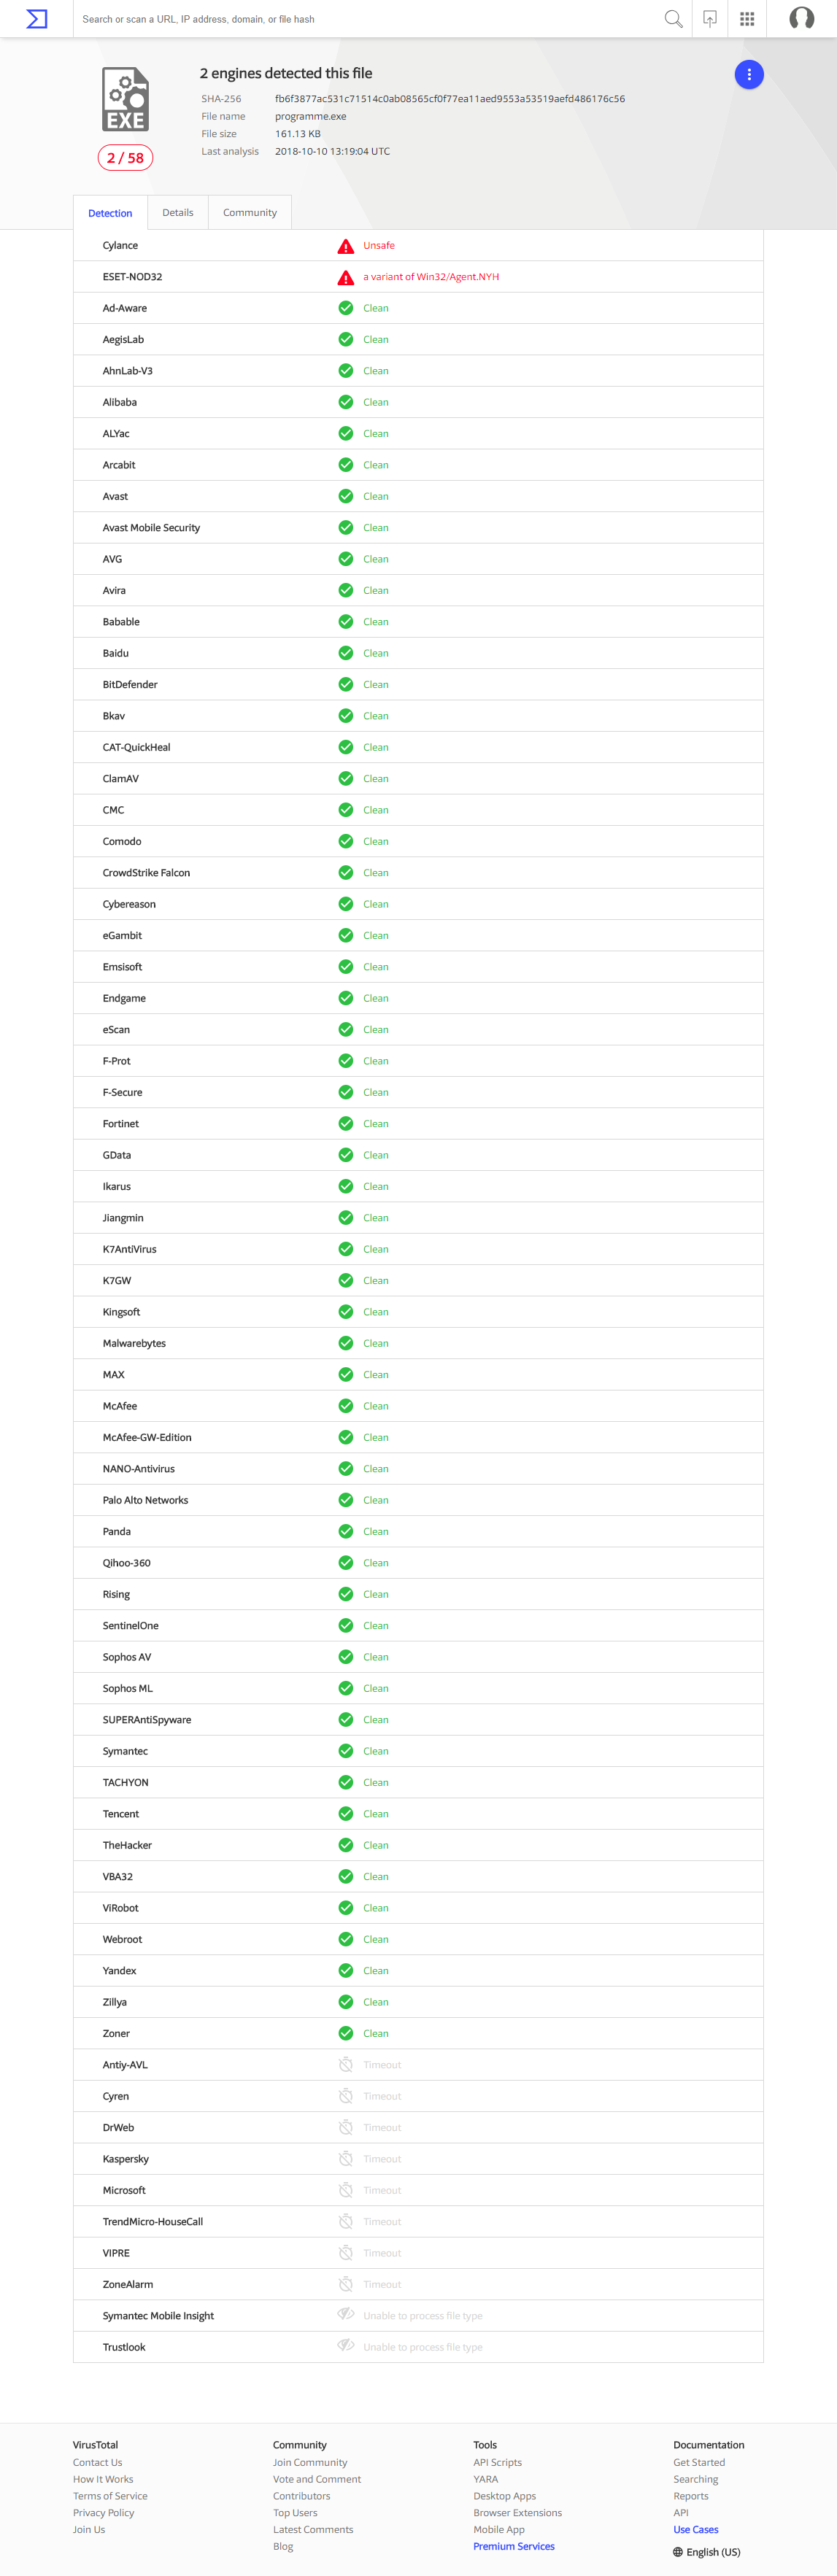 Search or scan a URL, IP address, domain, or file hash
2 engines detected this file
SHA-256 fb6f3877ac531c71514c0ab08565cf0f77ea11aed9553a53519aefd486176c56
EXE
File name programme.exe
File size 161.13 KB
2 / 58
Last analysis 2018-10-10 13:19:04 UTC
Detection Details Community
Cylance Unsafe
ESET-NOD32 a variant of Win32/Agent.NYH
Ad-Aware Clean
AegisLab Clean
AhnLab-V3 Clean
Alibaba Clean
ALYac Clean
Arcabit Clean
Avast Clean
Avast Mobile Security Clean
AVG Clean
Avira Clean
Babable Clean
Baidu Clean
BitDefender Clean
Bkav Clean
CAT-QuickHeal Clean
ClamAV Clean
CMC Clean
Comodo Clean
CrowdStrike Falcon Clean
Cybereason Clean
eGambit Clean
Emsisoft Clean
Endgame Clean
eScan Clean
F-Prot Clean
F-Secure Clean
Fortinet Clean
GData Clean
Ikarus Clean
Jiangmin Clean
K7AntiVirus Clean
K7GW Clean
Kingsoft Clean
Malwarebytes Clean
MAX Clean
McAfee Clean
McAfee-GW-Edition Clean
NANO-Antivirus Clean
Palo Alto Networks Clean
Panda Clean
Qihoo-360 Clean
Rising Clean
SentinelOne Clean
Sophos AV Clean
Sophos ML Clean
SUPERAntiSpyware Clean
Symantec Clean
TACHYON Clean
Tencent Clean
TheHacker Clean
VBA32 Clean
ViRobot Clean
Webroot Clean
Yandex Clean
Zillya Clean
Zoner Clean
Antiy-AVL Timeout
Cyren Timeout
DrWeb Timeout
Kaspersky Timeout
Microsoft Timeout
TrendMicro-HouseCall Timeout
VIPRE Timeout
ZoneAlarm Timeout
Symantec Mobile Insight Unable to process file type
Trustlook Unable to process file type
VirusTotal Community Tools Documentation
Contact Us Join Community API Scripts Get Started
How It Works Vote and Comment YARA Searching
Terms of Service Contributors Desktop Apps Reports
Privacy Policy Top Users Browser Extensions API
Join Us Latest Comments Mobile App Use Cases
Blog Premium Services English (US)